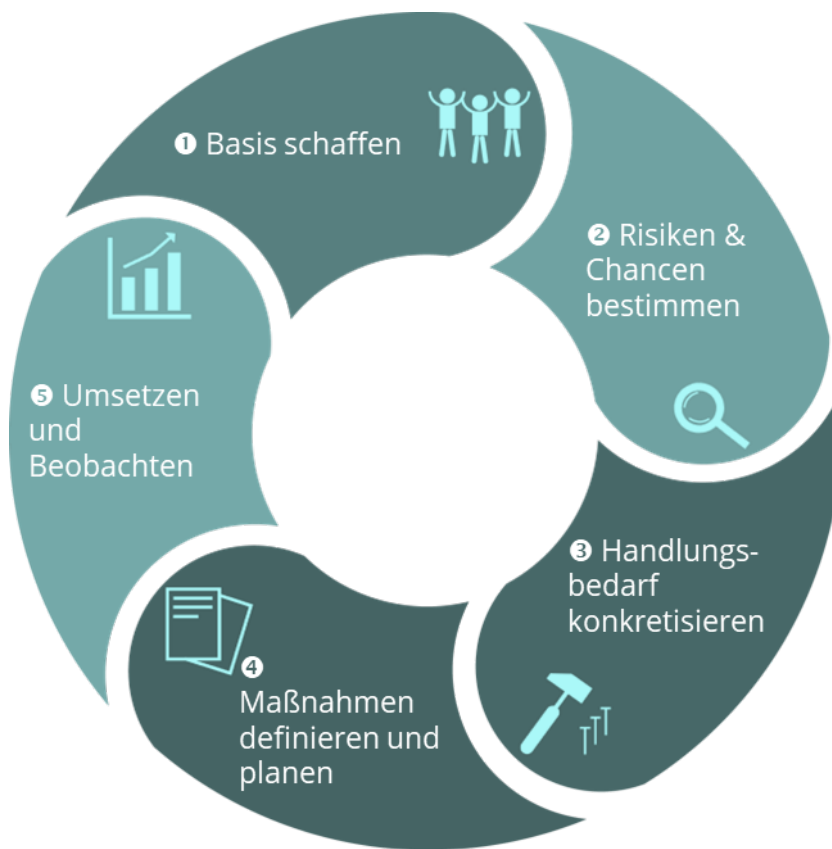 ❶ Basis schaffen
❷ Risiken &
Chancen
bestimmen
❸ Handlungs-
bedarf
konkretisieren
❹
Maßnahmen
definieren und
planen
❺ Umsetzen
und
Beobachten